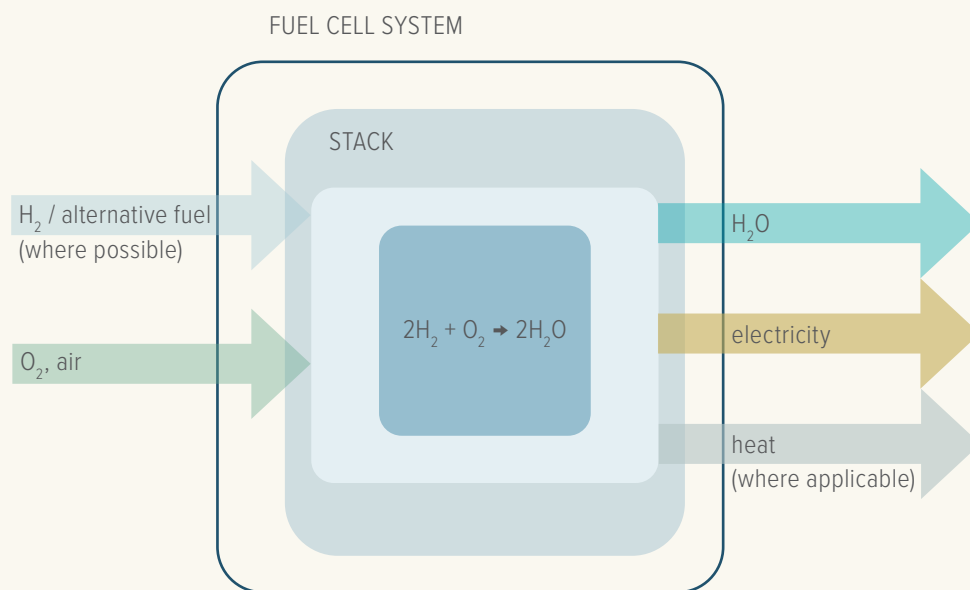 FUEL CELL SYSTEM
STACK
H₂ / alternative fuel
(where possible)
O₂, air
2H₂ + O₂ → 2H₂O
H₂O
electricity
heat
(where applicable)